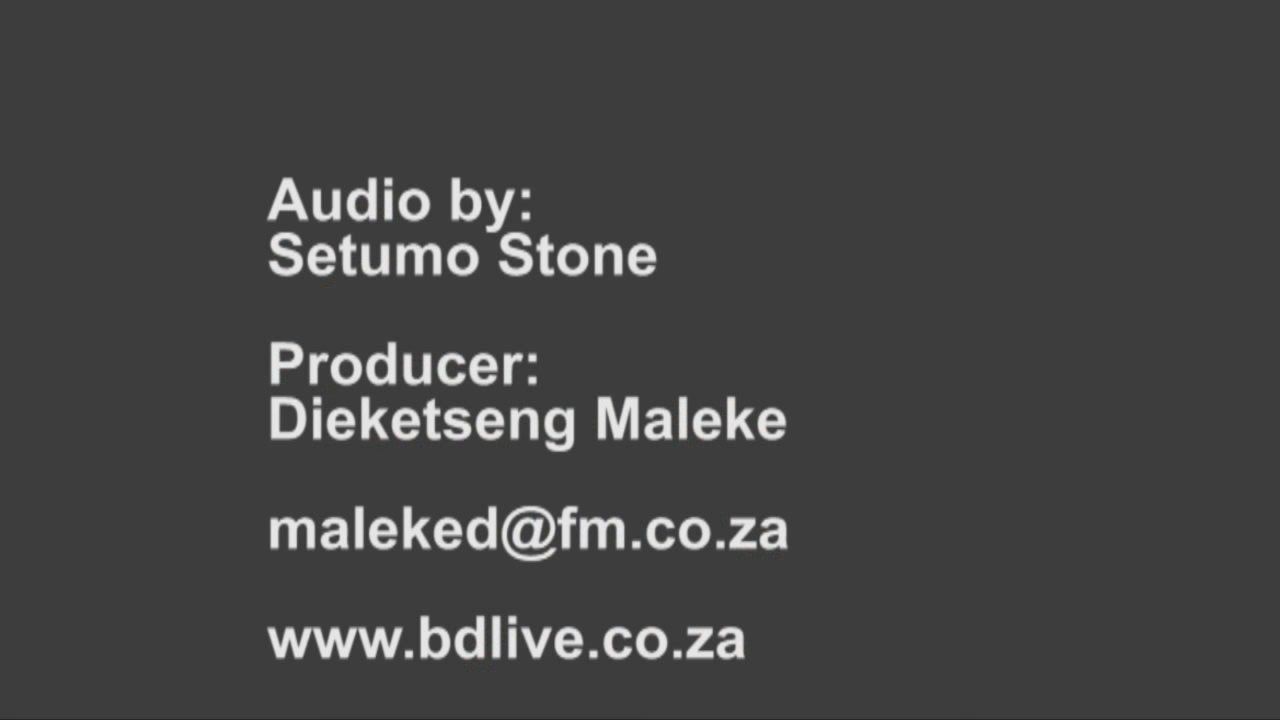 Audio by:
Setumo Stone
Producer:
Dieketseng Maleke
maleked@fm.co.za
www.bdlive.co.za